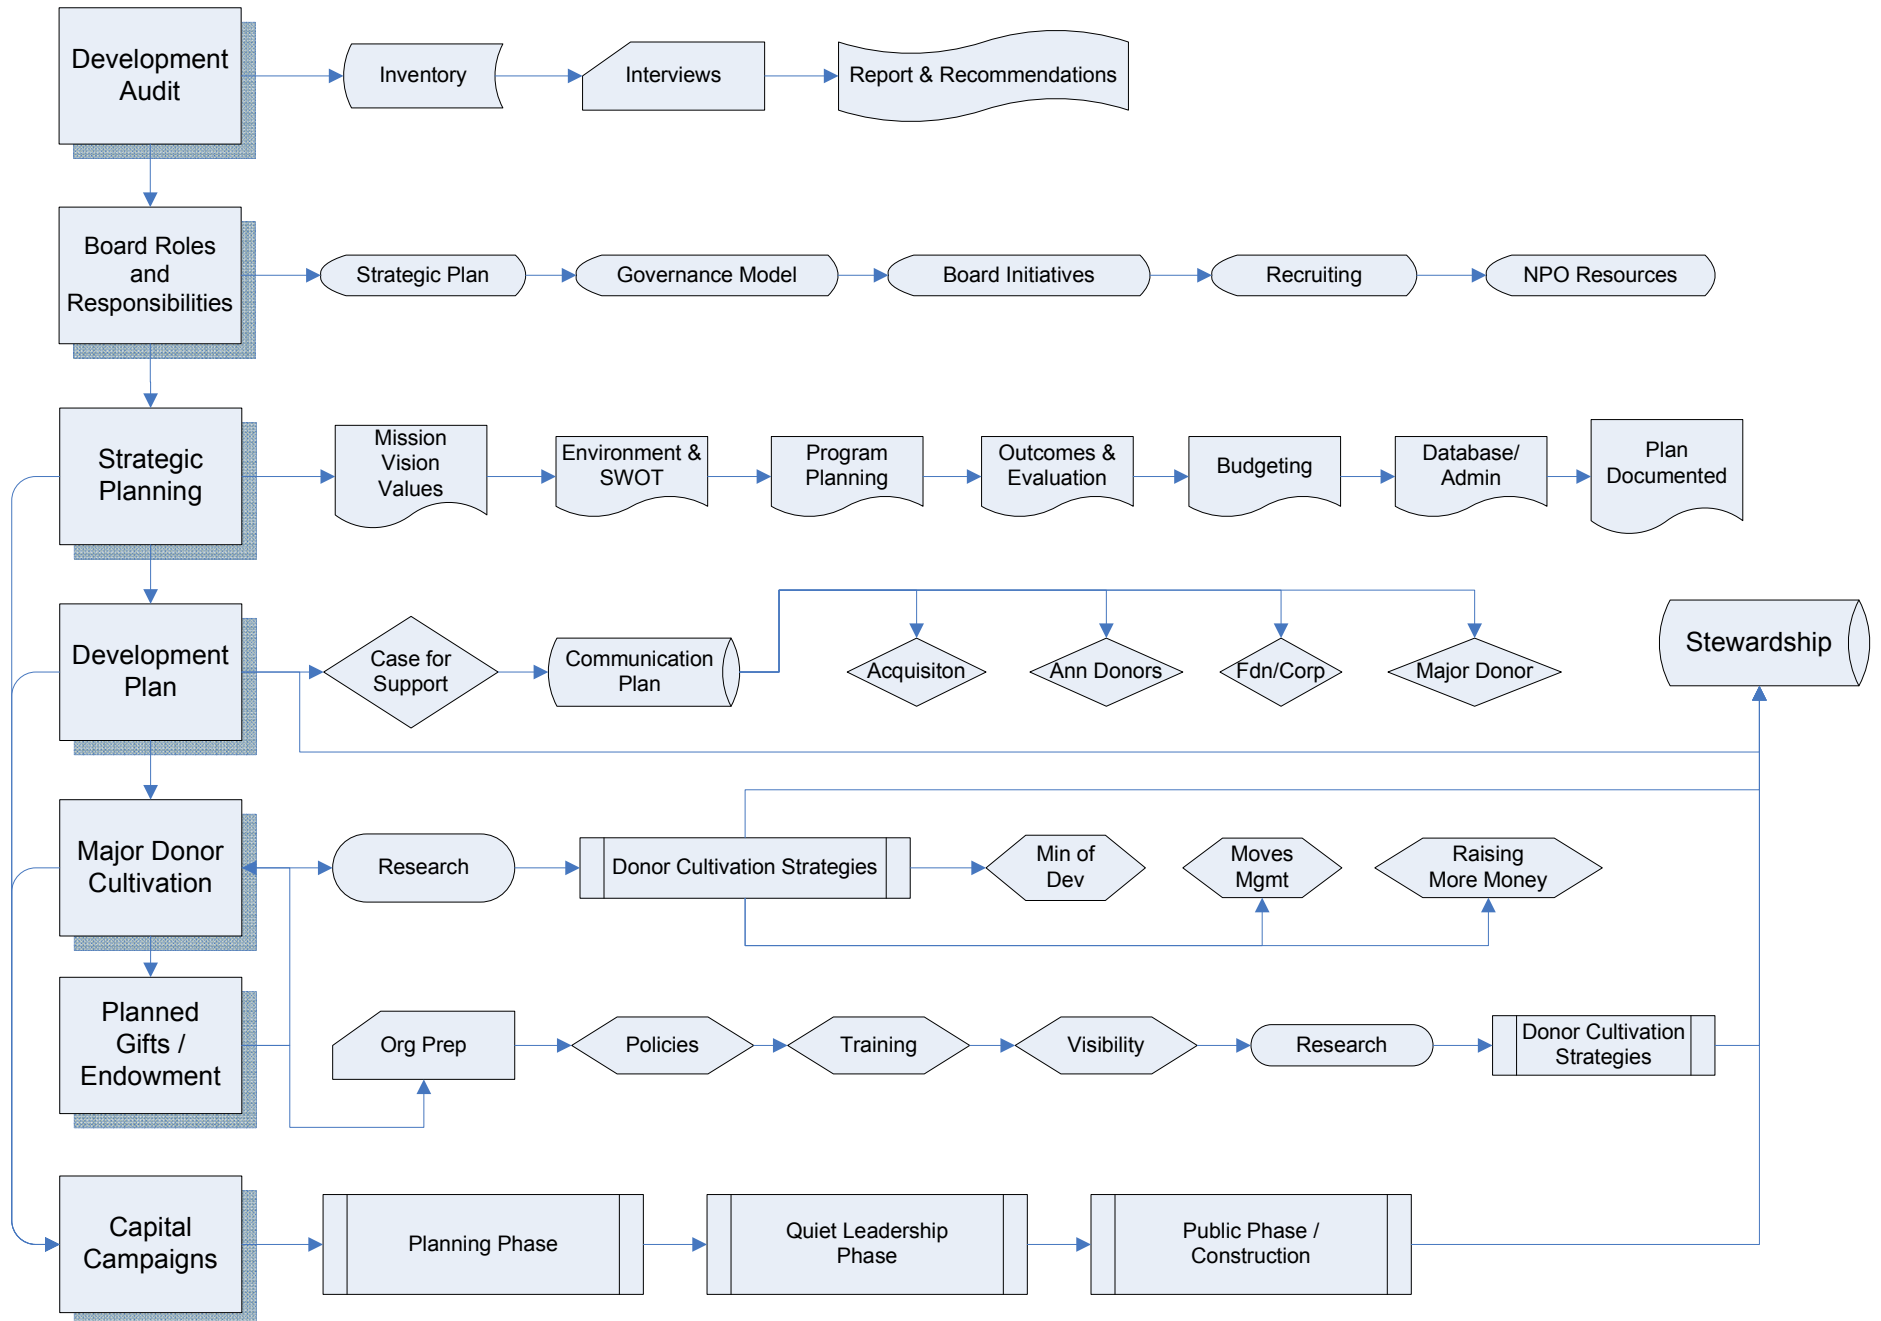 Development
Audit
Inventory
Interviews
Report & Recommendations
Board Roles
and
Responsibilities
Strategic Plan
Governance Model
Board Initiatives
Recruiting
NPO Resources
Strategic
Planning
Mission
Vision
Values
Environment &
SWOT
Program
Planning
Outcomes &
Evaluation
Budgeting
Database/
Admin
Plan
Documented
Development
Plan
Case for
Support
Communication
Plan
Acquisiton
Ann Donors
Fdn/Corp
Major Donor
Stewardship
Major Donor
Cultivation
Research
Donor Cultivation Strategies
Min of
Dev
Moves
Mgmt
Raising
More Money
Planned
Gifts /
Endowment
Org Prep
Policies
Training
Visibility
Research
Donor Cultivation
Strategies
Capital
Campaigns
Planning Phase
Quiet Leadership
Phase
Public Phase /
Construction